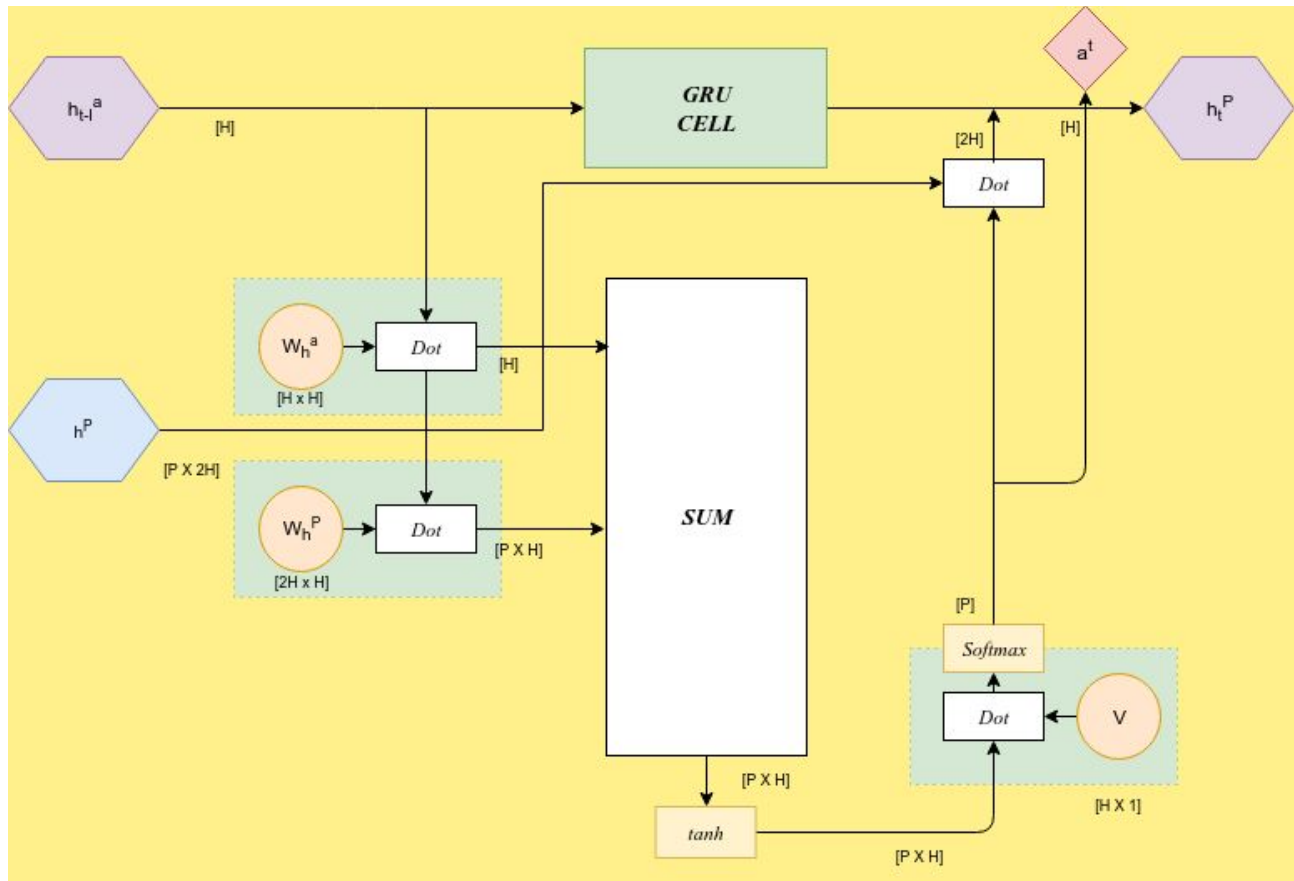 a^t
h_{t-1}^a
GRU
CELL
h_t^P
[H]
[2H]
[H]
Dot
W_h^a
Dot
[H]
[H x H]
h^P
[P X 2H]
W_h^P
Dot
[P X H]
[2H x H]
SUM
[P]
Softmax
Dot
V
[P X H]
[H X 1]
tanh
[P X H]